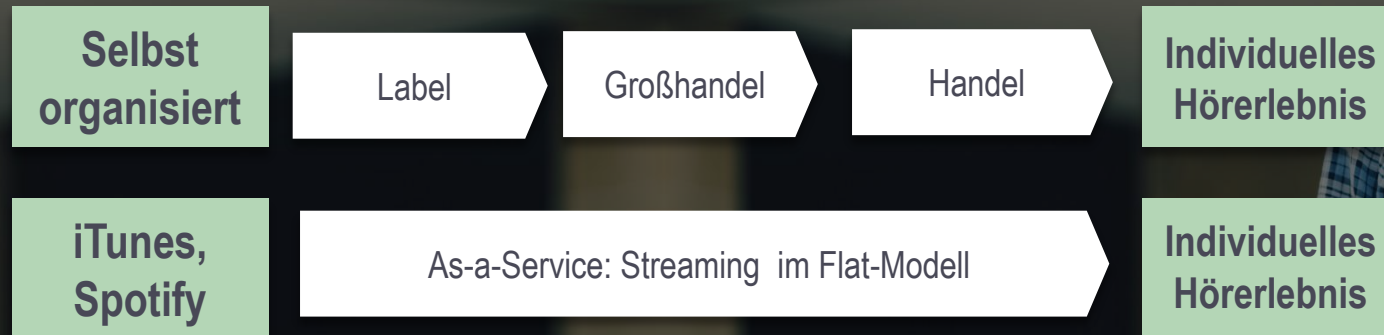 Selbst
organisiert
Label
Großhandel
Handel
Individuelles
Hörerlebnis
iTunes,
Spotify
As-a-Service: Streaming im Flat-Modell
Individuelles
Hörerlebnis